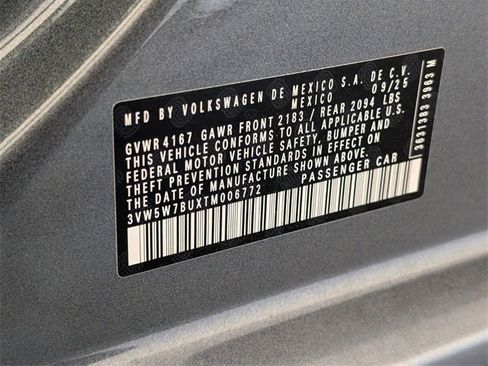 MFD BY VOLKSWAGEN DE MEXICO S.A. DE C.V.
MEXICO 09/25
GVWR 4167 GAWR FRONT 2183 / REAR 2094 LBS
THIS VEHICLE CONFORMS TO ALL APPLICABLE U.S.
FEDERAL MOTOR VEHICLE SAFETY, BUMPER AND
THEFT PREVENTION STANDARDS IN EFFECT ON
THE DATE OF MANUFACTURE SHOWN ABOVE.
3VW5W7BUXTM006772 PASSENGER CAR
3631383 3963 M